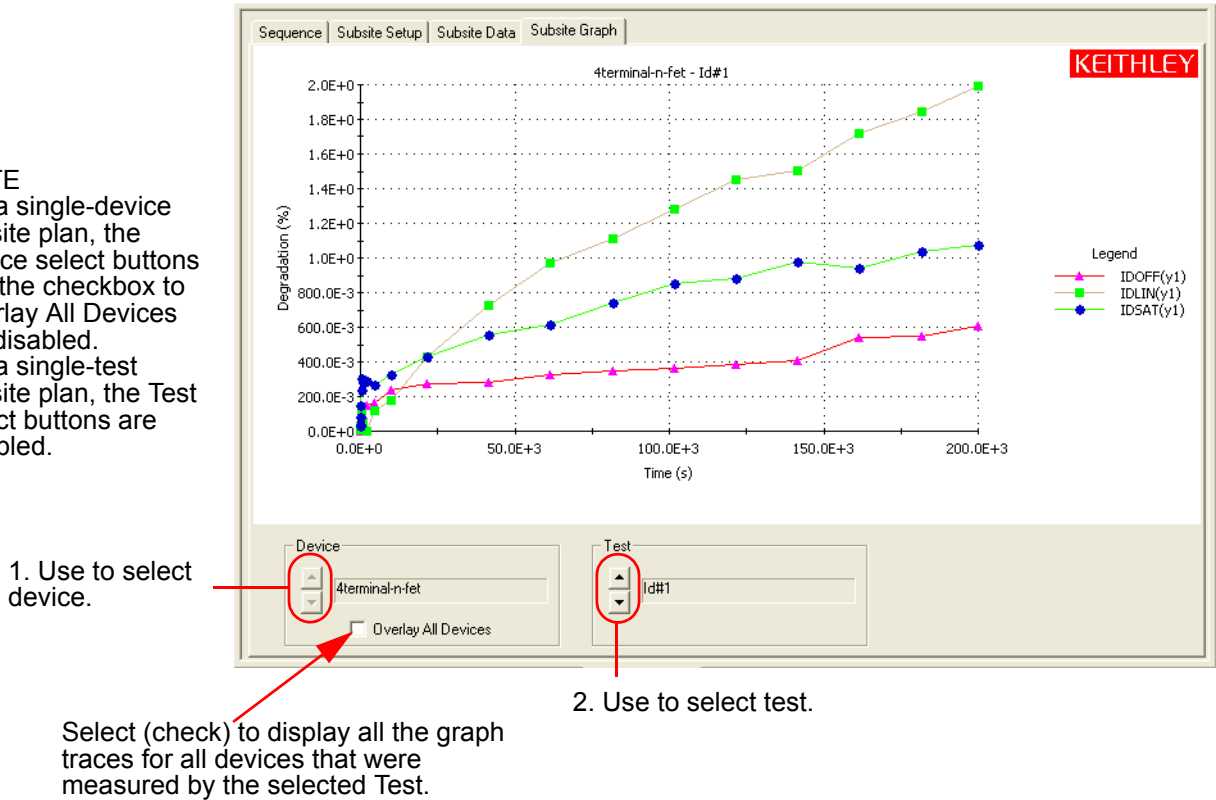 Sequence Subsite Setup Subsite Data Subsite Graph
KEITHLEY
4terminal-n-fet - Id#1
2.0E+0
1.8E+0
1.6E+0
1.4E+0
1.2E+0
1.0E+0
800.0E-3
600.0E-3
400.0E-3
200.0E-3
0.0E+0
Degradation (%)
0.0E+0 50.0E+3 100.0E+3 150.0E+3 200.0E+3
Time (s)
Legend
IDOFF(y1)
IDLIN(y1)
IDSAT(y1)
a single-device
site plan, the
select buttons
the checkbox to
All Devices
disabled.
a single-test
site plan, the Test
buttons are
Device
4terminal-n-fet
Overlay All Devices
Test
Id#1
1. Use to select
device.
2. Use to select test.
Select (check) to display all the graph
traces for all devices that were
measured by the selected Test.